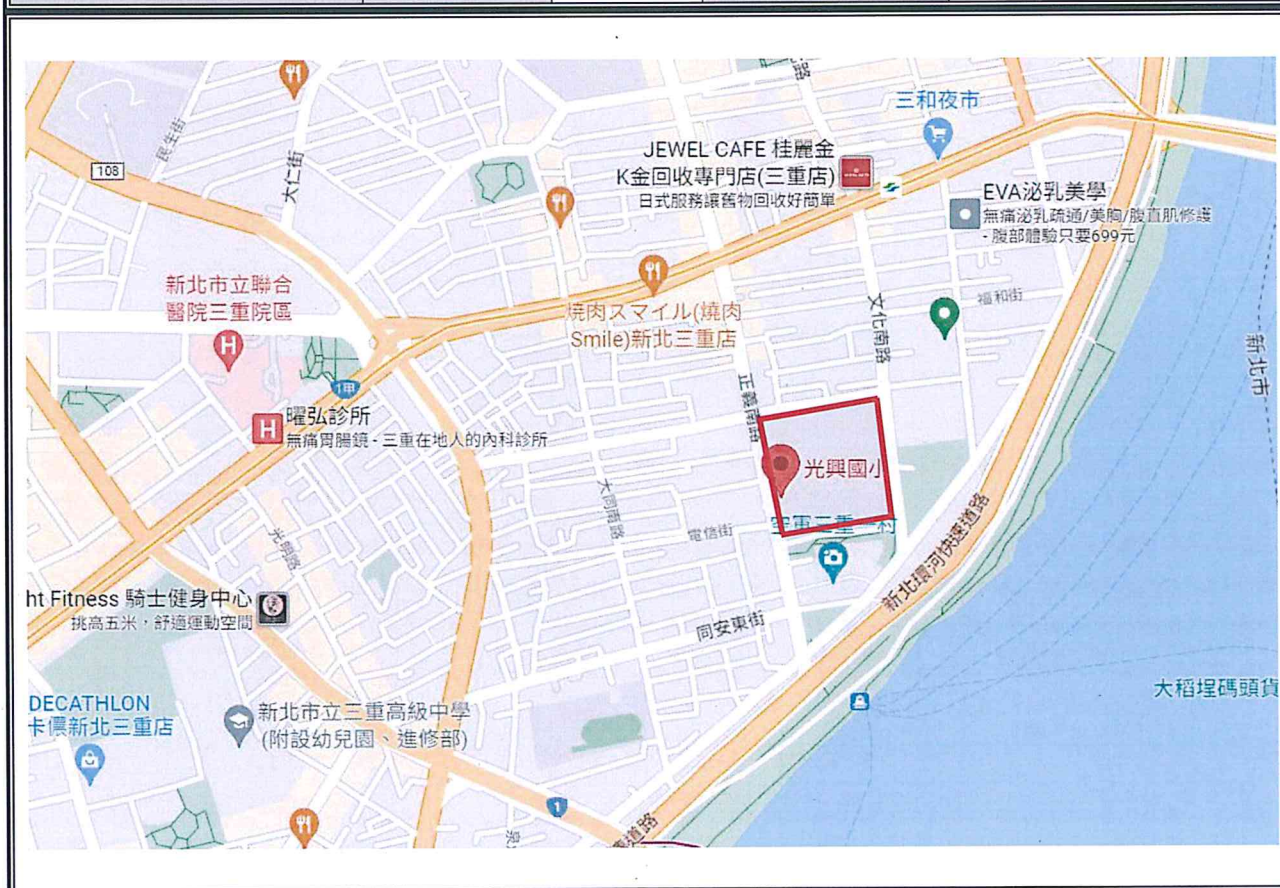 三和夜市
JEWEL CAFE 桂麗金
K金回收專門店(三重店)
日式服務讓舊物回收好簡單
EVA泌乳美學
無痛泌乳疏通/美胸/腹直肌修護
- 腹部體驗只要699元
108
民生街
大仁街
新北市立聯合
醫院三重院區
H
燒肉スマイル(燒肉
Smile)新北三重店
文化南路
福和街
新北市
1甲
H
曜弘診所
無痛胃腸鏡 - 三重在地人的內科診所
正義南路
光興國小
大同南路
電信街
空軍三重一村
光明路
新北環河快速道路
ht Fitness 騎士健身中心
挑高五米,舒適運動空間
同安東街
DECATHLON
卡儂新北三重店
新北市立三重高級中學
(附設幼兒園、進修部)
大稻埕碼頭貨
1
道路